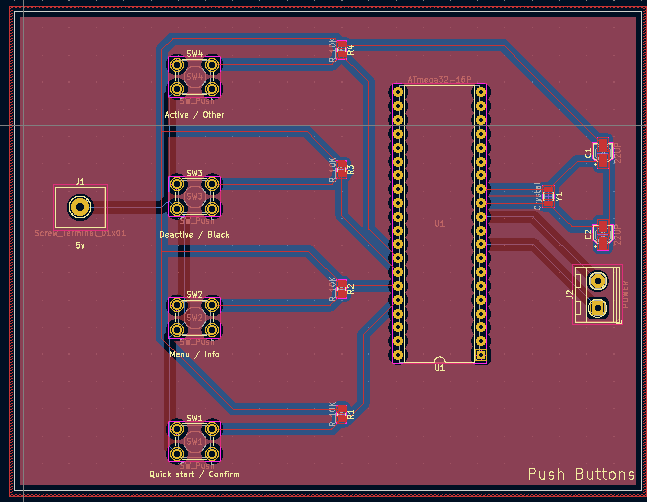 SW4
SW4
SW_Push
Active / Other
R_10K
R4
ATmega32-16P
C1
22UP
SW3
SW3
SW_Push
Deactive / Black
R_10K
R3
J1
Screw_Terminal_01x01
5v
U1
Crystal
Y1
C2
22UP
SW2
SW2
SW_Push
Menu / Info
R_10K
R2
J2
POWER
U1
SW1
SW1
SW_Push
Quick start / Confirm
R_10K
R1
Push Buttons